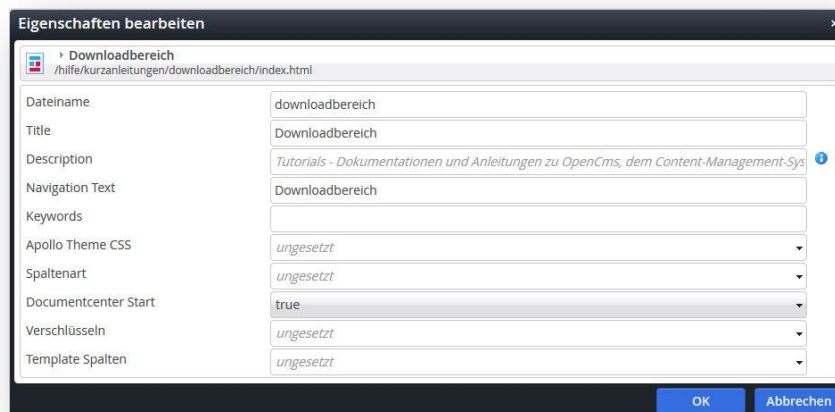 Eigenschaften bearbeiten
Downloadbereich
/hilfe/kurzanleitungen/downloadbereich/index.html
Dateiname downloadbereich
Title Downloadbereich
Description Tutorials - Dokumentationen und Anleitungen zu OpenCms, dem Content-Management-Sys
Navigation Text Downloadbereich
Keywords
Apollo Theme CSS ungesetzt
Spaltenart ungesetzt
Documentcenter Start true
Verschlüsseln ungesetzt
Template Spalten ungesetzt
OK Abbrechen